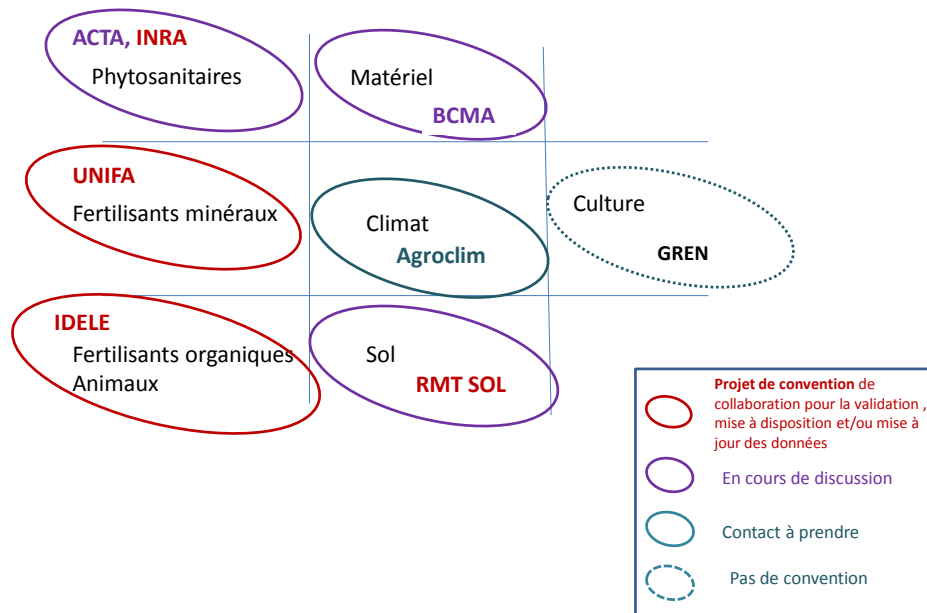 ACTA, INRA
Phytosanitaires
Matériel
BCMA
UNIFA
Fertilisants minéraux
Climat
Agroclim
Culture
GREN
IDELE
Fertilisants organiques
Animaux
Sol
RMT SOL
Projet de convention de
collaboration pour la validation ,
mise à disposition et/ou mise à
jour des données
En cours de discussion
Contact à prendre
Pas de convention